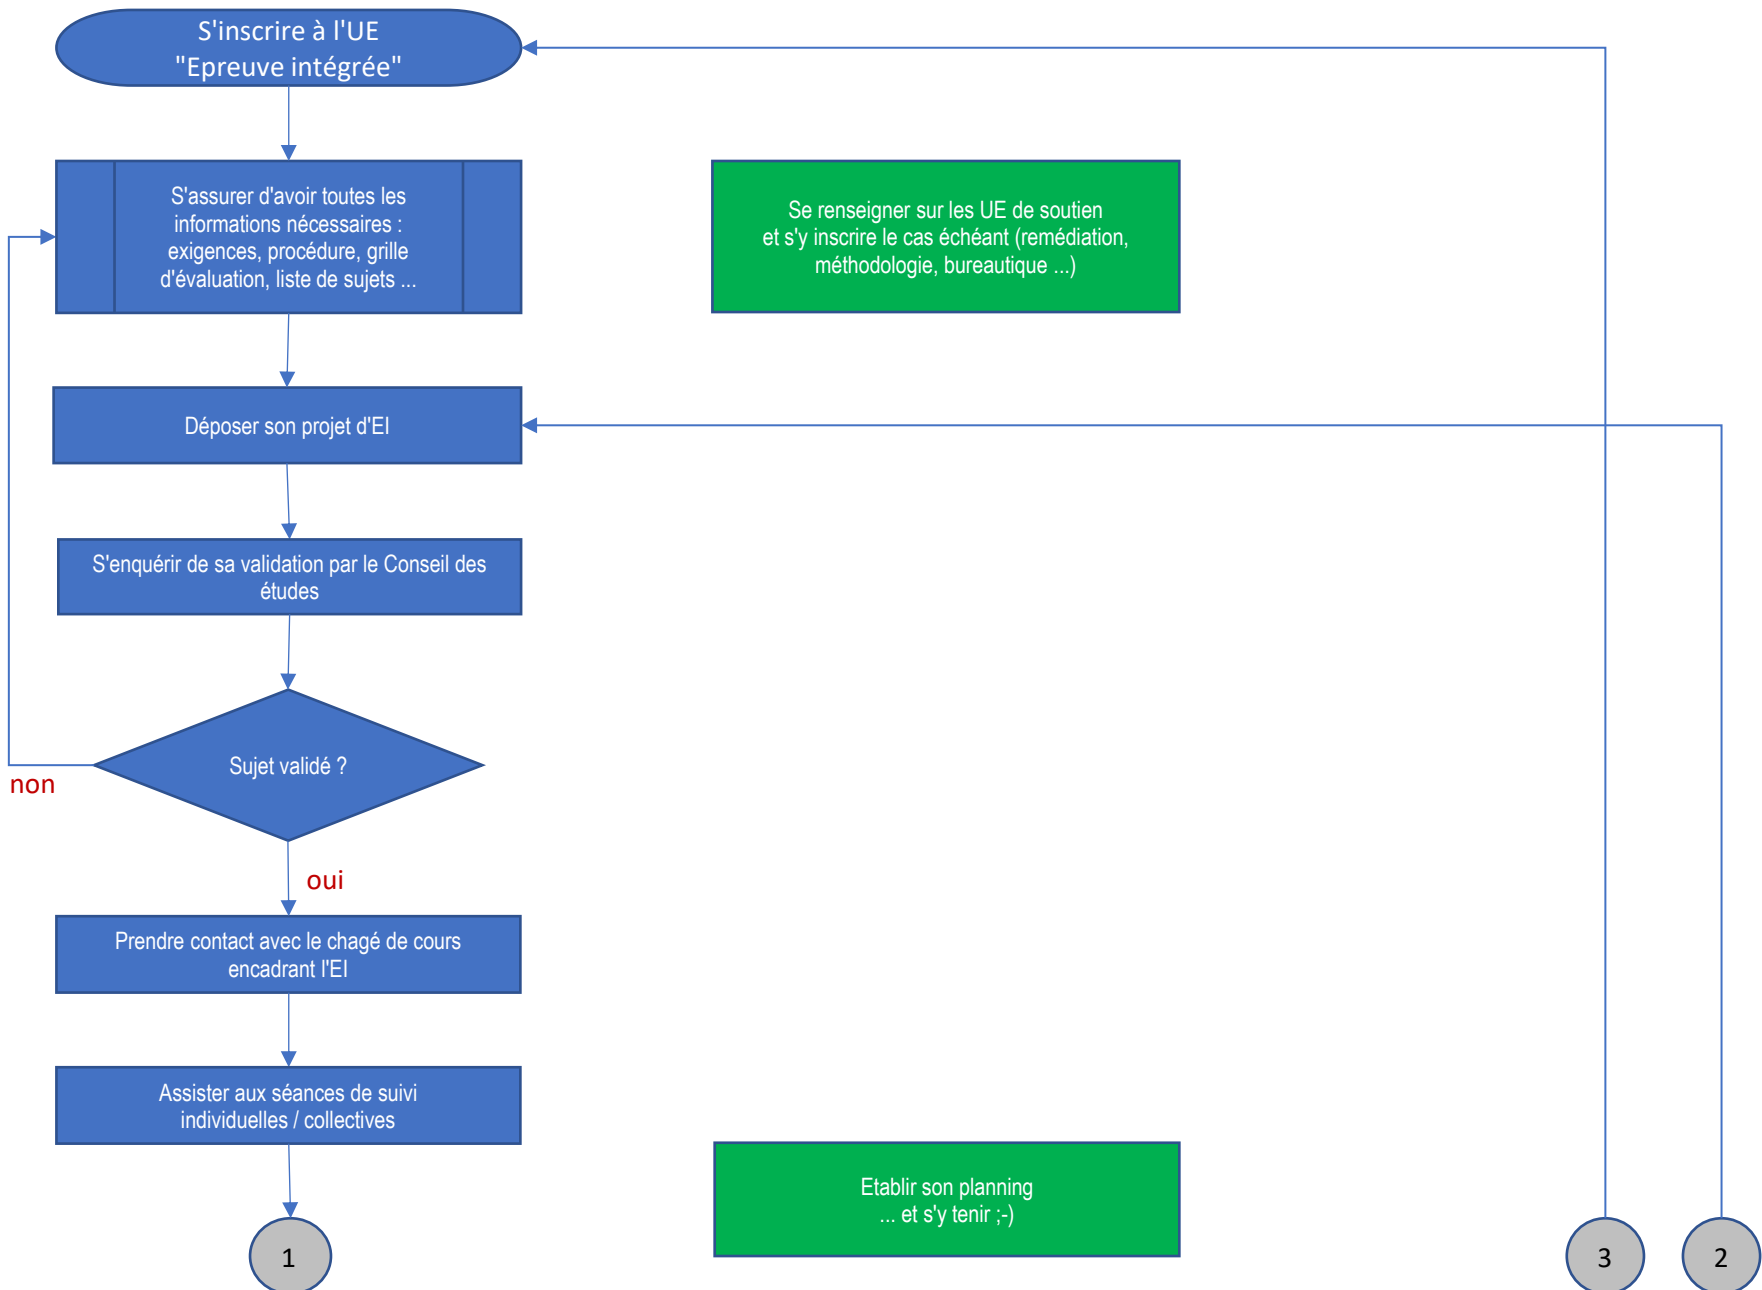 S'inscrire à l'UE
"Epreuve intégrée"
S'assurer d'avoir toutes les
informations nécessaires :
exigences, procédure, grille
d'évaluation, liste de sujets ...
Se renseigner sur les UE de soutien
et s'y inscrire le cas échéant (remédiation,
méthodologie, bureautique ...)
Déposer son projet d'EI
S'enquérir de sa validation par le Conseil des
études
Sujet validé ?
non
oui
Prendre contact avec le chagé de cours
encadrant l'EI
Assister aux séances de suivi
individuelles / collectives
Etablir son planning
... et s'y tenir ;-)
1
3
2